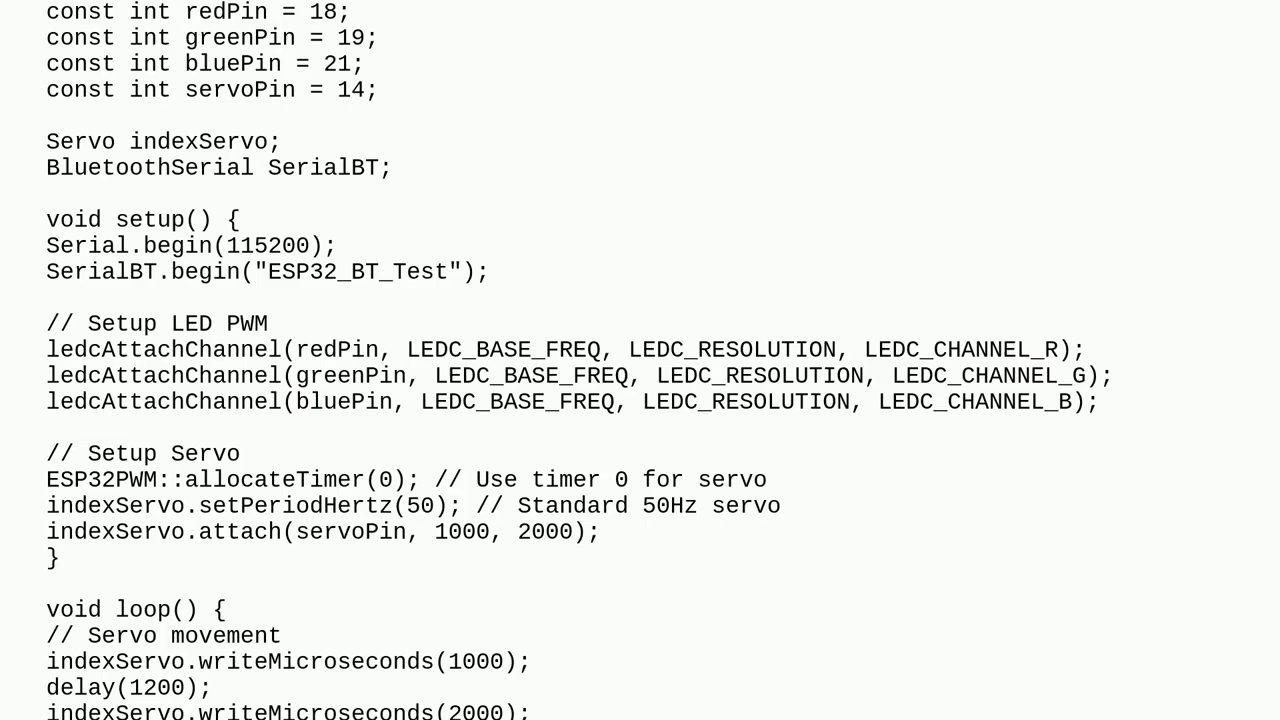 const int redPin = 18;
const int greenPin = 19;
const int bluePin = 21;
const int servoPin = 14;
Servo indexServo;
BluetoothSerial SerialBT;
void setup() {
Serial.begin(115200);
SerialBT.begin("ESP32_BT_Test");
// Setup LED PWM
ledcAttachChannel(redPin, LEDC_BASE_FREQ, LEDC_RESOLUTION, LEDC_CHANNEL_R);
ledcAttachChannel(greenPin, LEDC_BASE_FREQ, LEDC_RESOLUTION, LEDC_CHANNEL_G);
ledcAttachChannel(bluePin, LEDC_BASE_FREQ, LEDC_RESOLUTION, LEDC_CHANNEL_B);
// Setup Servo
ESP32PWM::allocateTimer(0); // Use timer 0 for servo
indexServo.setPeriodHertz(50); // Standard 50Hz servo
indexServo.attach(servoPin, 1000, 2000);
}
void loop() {
// Servo movement
indexServo.writeMicroseconds(1000);
delay(1200);
indexServo.writeMicroseconds(2000);